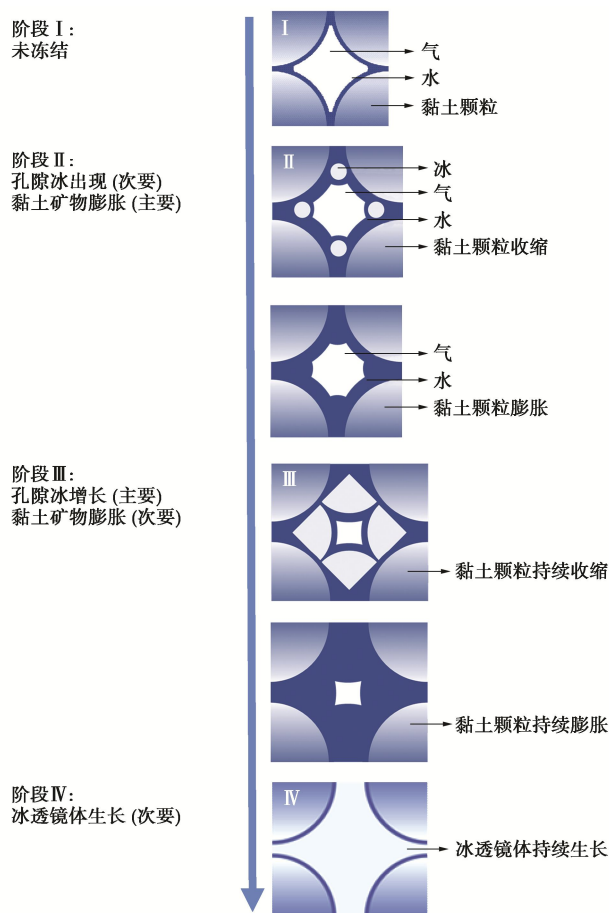 阶段Ⅰ:
未冻结
Ⅰ
气
水
黏土颗粒
阶段Ⅱ:
孔隙冰出现 (次要)
黏土矿物膨胀 (主要)
Ⅱ
冰
气
水
黏土颗粒收缩
气
水
黏土颗粒膨胀
阶段Ⅲ:
孔隙冰增长 (主要)
黏土矿物膨胀 (次要)
Ⅲ
黏土颗粒持续收缩
黏土颗粒持续膨胀
阶段Ⅳ:
冰透镜体生长 (次要)
Ⅳ
冰透镜体持续生长